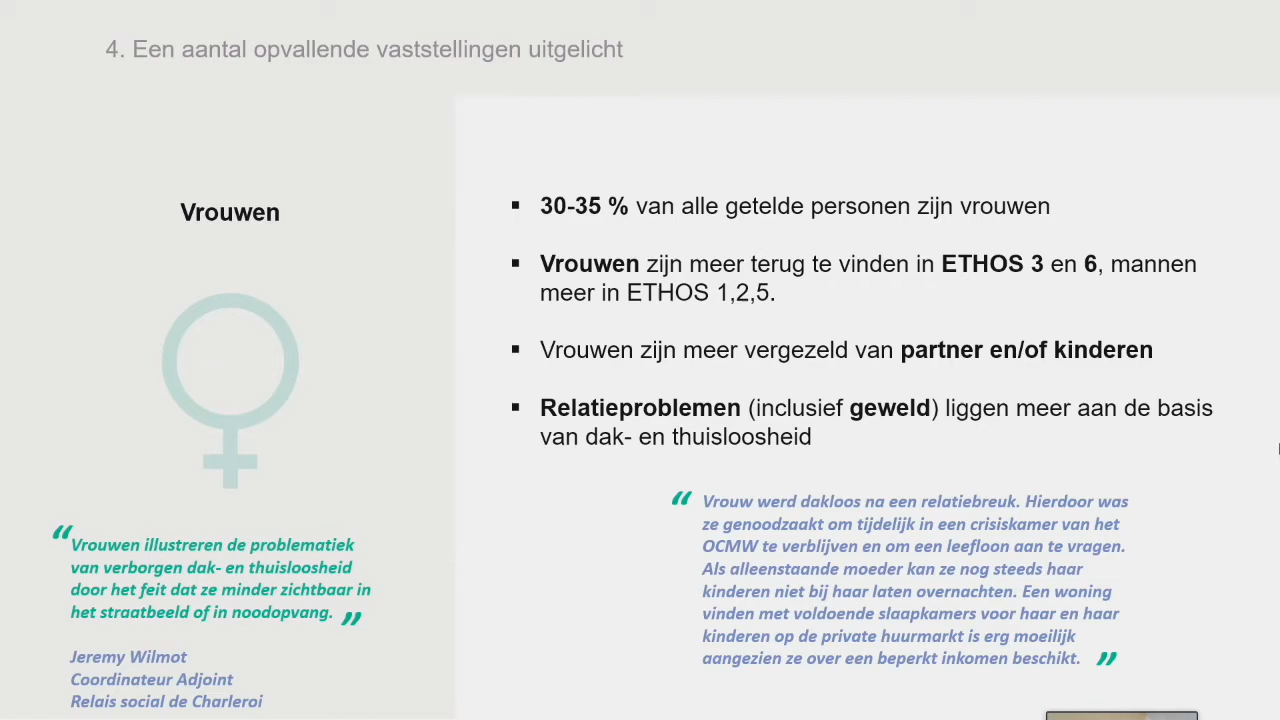 4. Een aantal opvallende vaststellingen uitgelicht
Vrouwen
“Vrouwen illustreren de problematiek
van verborgen dak- en thuisloosheid
door het feit dat ze minder zichtbaar in
het straatbeeld of in noodopvang. ”
Jeremy Wilmot
Coordinateur Adjoint
Relais social de Charleroi
▪ 30-35 % van alle getelde personen zijn vrouwen
▪ Vrouwen zijn meer terug te vinden in ETHOS 3 en 6, mannen
meer in ETHOS 1,2,5.
▪ Vrouwen zijn meer vergezeld van partner en/of kinderen
▪ Relatieproblemen (inclusief geweld) liggen meer aan de basis
van dak- en thuisloosheid
“ Vrouw werd dakloos na een relatiebreuk. Hierdoor was
ze genoodzaakt om tijdelijk in een crisiskamer van het
OCMW te verblijven en om een leefloon aan te vragen.
Als alleenstaande moeder kan ze nog steeds haar
kinderen niet bij haar laten overnachten. Een woning
vinden met voldoende slaapkamers voor haar en haar
kinderen op de private huurmarkt is erg moeilijk
aangezien ze over een beperkt inkomen beschikt. ”